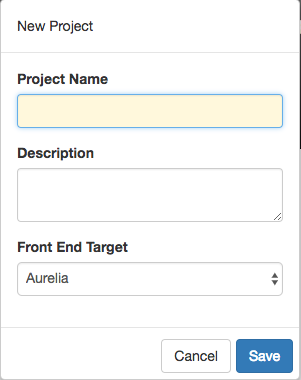 New Project
Project Name
Description
Front End Target
Aurelia
Cancel Save